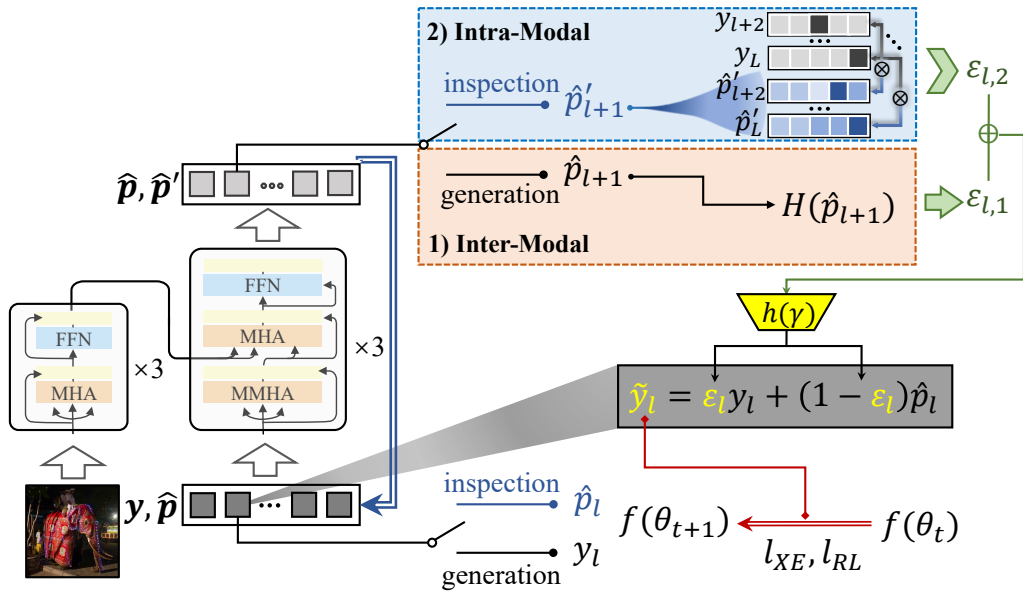 2) Intra-Modal
y_{l+2}
...
y_L
inspection
p̂'_{l+1}
p̂'_{l+2}
...
p̂'_L
⊗
⊗
ε_{l,2}
⊕
p̂, p̂'
generation
p̂_{l+1}
H(p̂_{l+1})
ε_{l,1}
1) Inter-Modal
FFN
MHA
×3
FFN
MHA
MMHA
×3
h(γ)
ỹ_l = ε_l y_l + (1 - ε_l)p̂_l
y, p̂
...
inspection
p̂_l
generation
y_l
f(θ_{t+1})
f(θ_t)
l_{XE}, l_{RL}